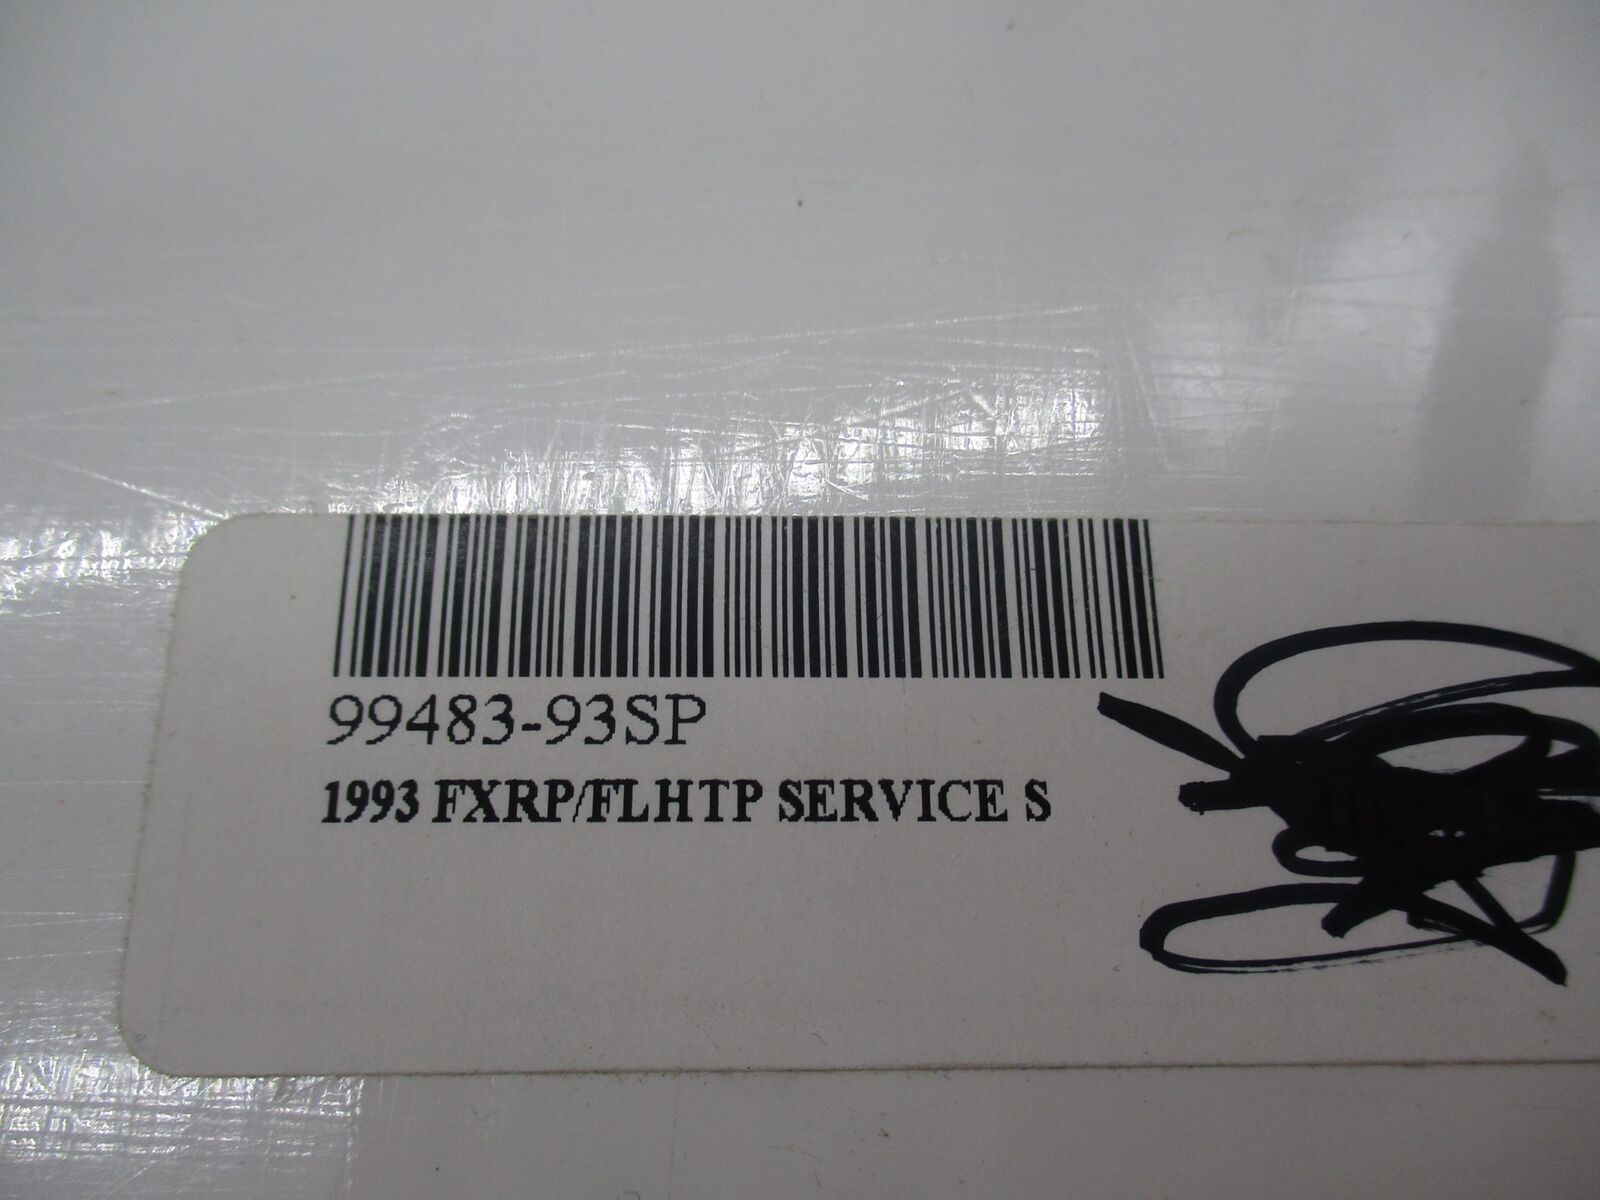 99483-93SP
1993 FXRP/FLHTP SERVICE S